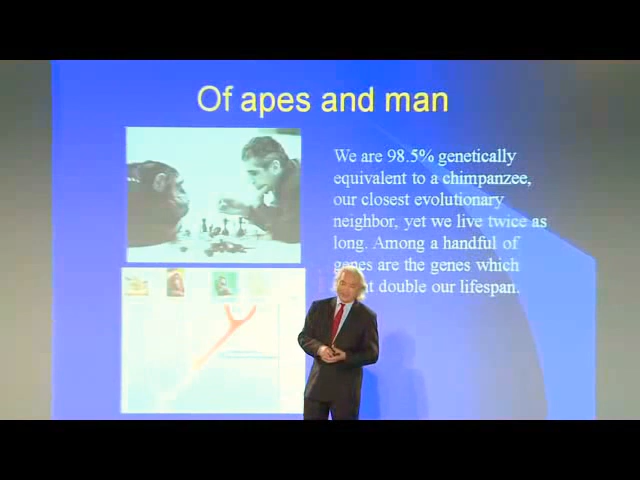 Of apes and man
We are 98.5% genetically
equivalent to a chimpanzee,
our closest evolutionary
neighbor, yet we live twice as
long. Among a handful of
genes are the genes which
double our lifespan.